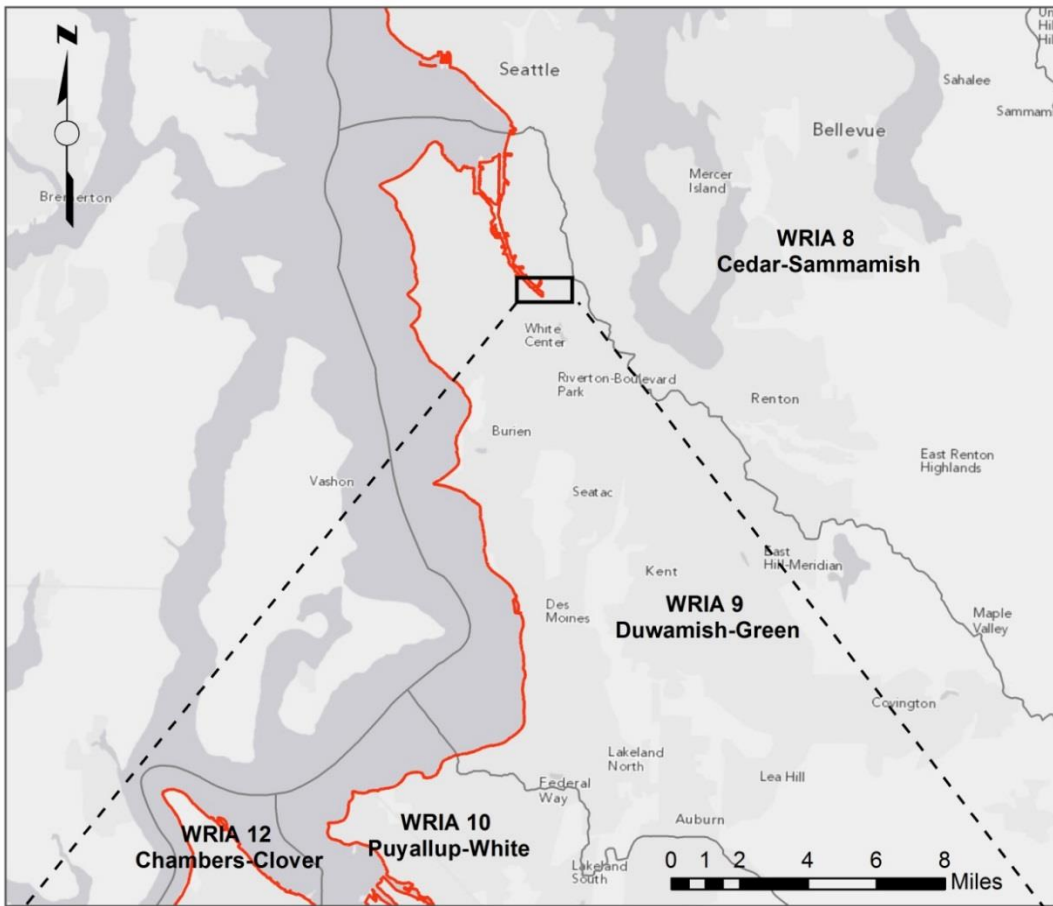 Un
Hil
Hil
N
Seattle
Sahalee
Sammam
Bellevue
Bremerton
Mercer
Island
WRIA 8
Cedar-Sammamish
White
Center
Riverton-Boulevard
Park
Renton
Burien
East Renton
Highlands
Vashon
Seatac
East
Hill-Meridian
Kent
Des
Moines
WRIA 9
Duwamish-Green
Maple
Valley
Covington
Lakeland
North
Lea Hill
Federal
Way
WRIA 12
Chambers-Clover
WRIA 10
Puyallup-White
Auburn
Lakeland
South
0 1 2 4 6 8
Miles